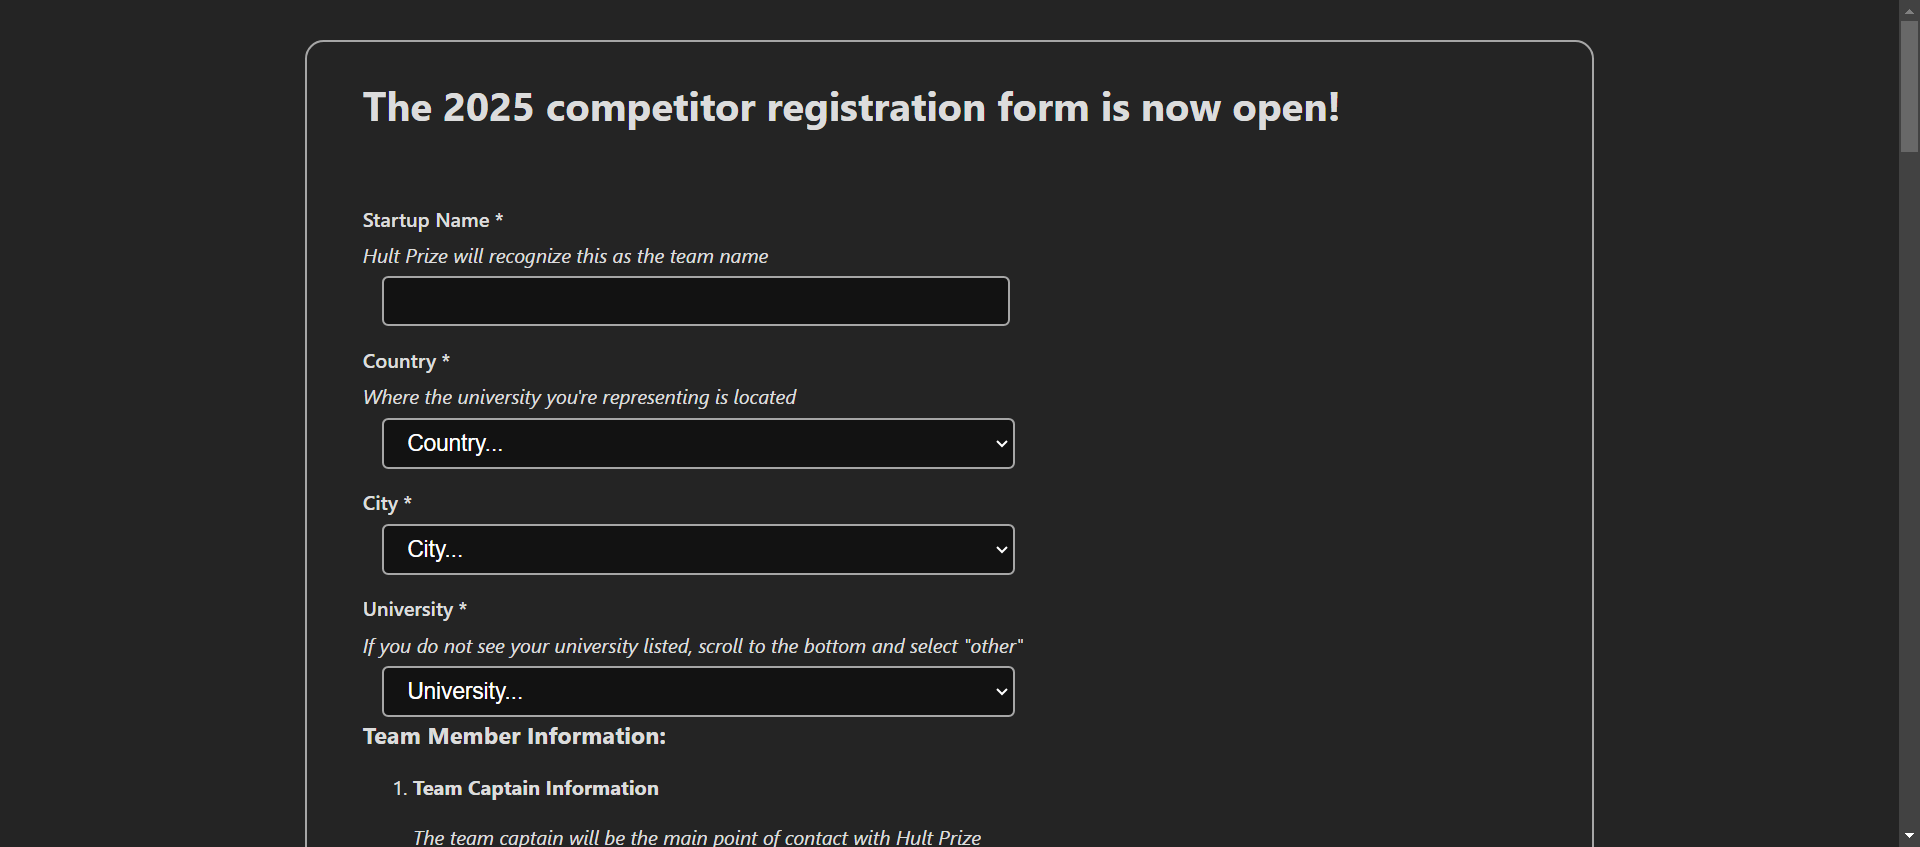 The 2025 competitor registration form is now open!
Startup Name *
Hult Prize will recognize this as the team name
Country *
Where the university you're representing is located
Country...
City *
City...
University *
If you do not see your university listed, scroll to the bottom and select "other"
University...
Team Member Information:
1. Team Captain Information
The team captain will be the main point of contact with Hult Prize